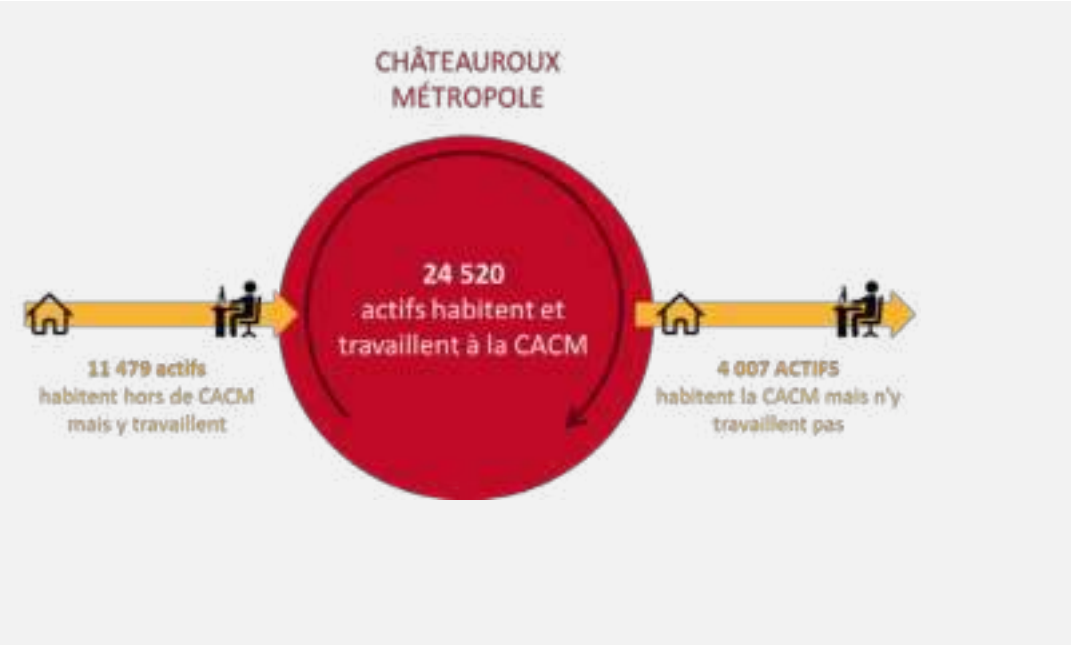 CHÂTEAUROUX
MÉTROPOLE
24 520
actifs habitent et
travaillent à la CACM
11 479 actifs
habitent hors de CACM
mais y travaillent
4 007 ACTIFS
habitent la CACM mais n'y
travaillent pas